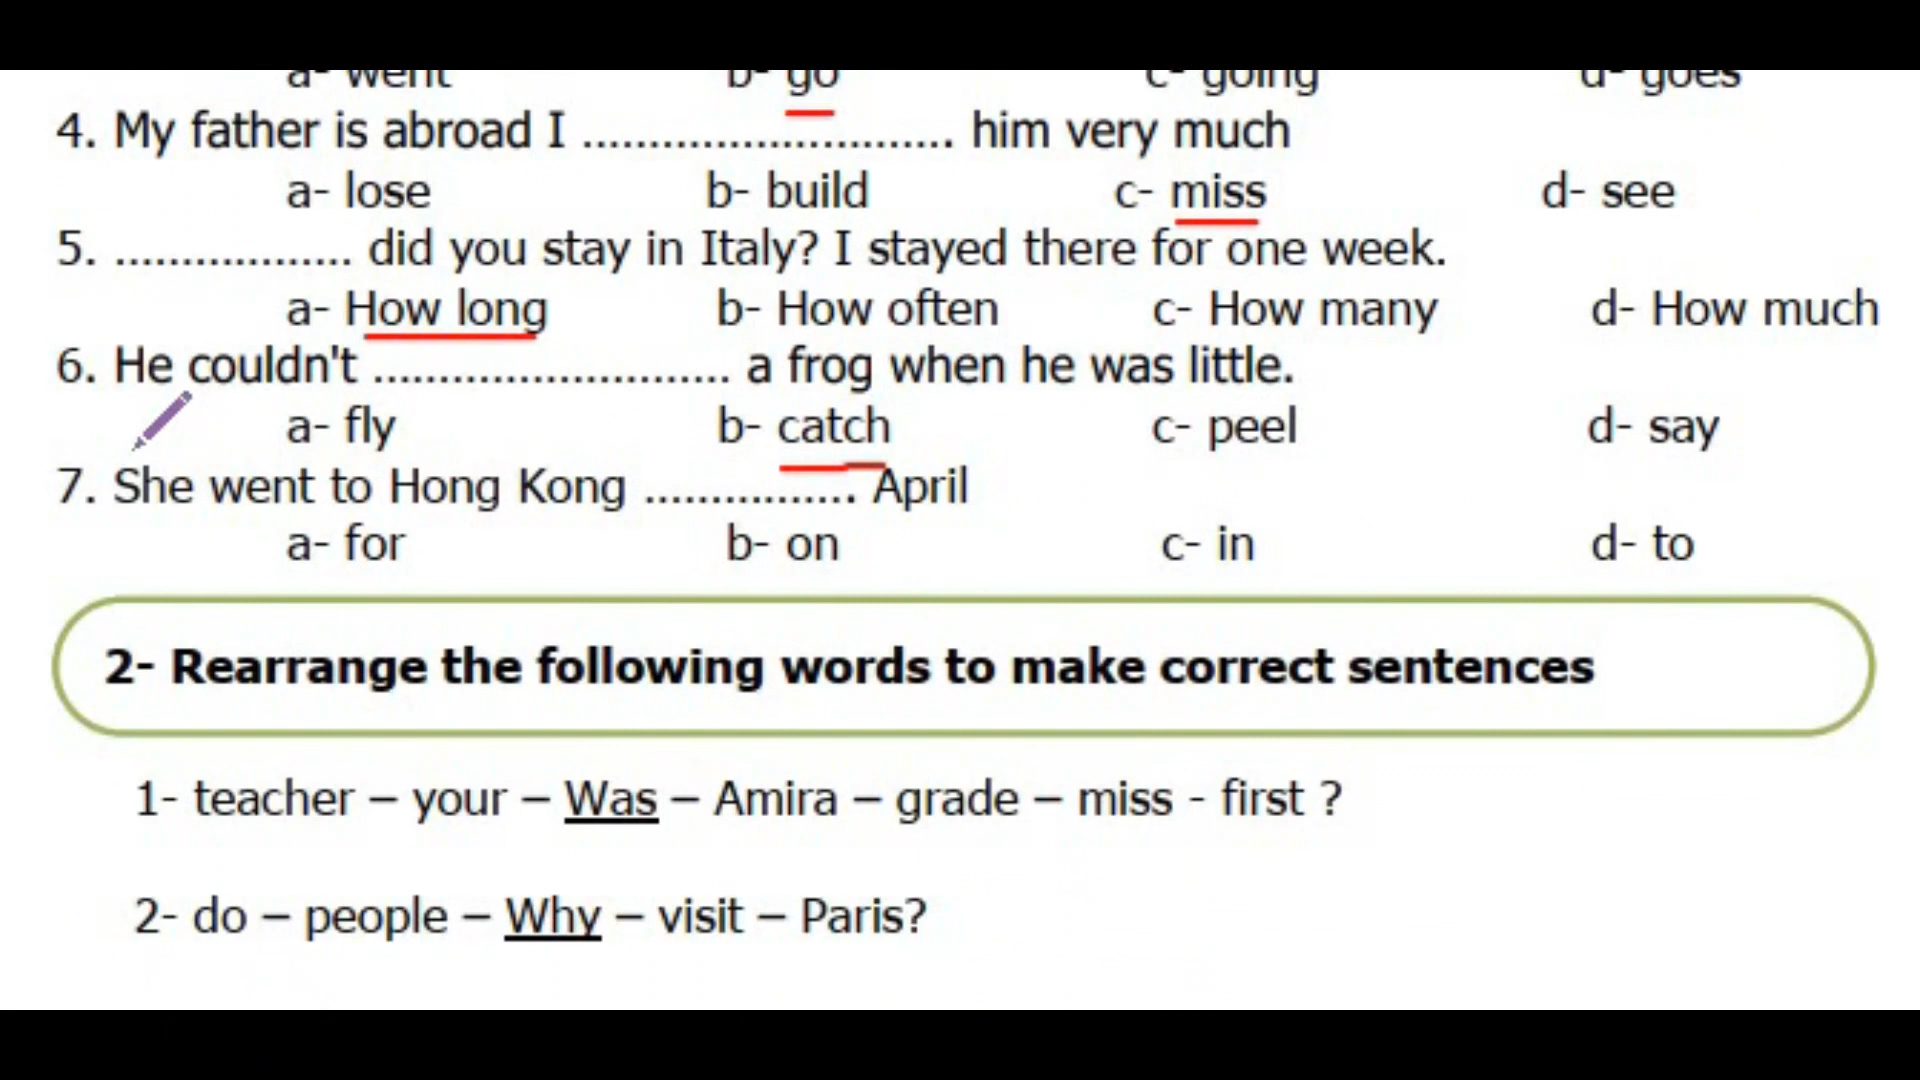 a- went b- go c- going d- goes
4. My father is abroad I ............................ him very much
a- lose b- build c- miss d- see
5. .................. did you stay in Italy? I stayed there for one week.
a- How long b- How often c- How many d- How much
6. He couldn't ........................... a frog when he was little.
a- fly b- catch c- peel d- say
7. She went to Hong Kong ................ April
a- for b- on c- in d- to
2- Rearrange the following words to make correct sentences
1- teacher – your – Was – Amira – grade – miss - first ?
2- do – people – Why – visit – Paris?